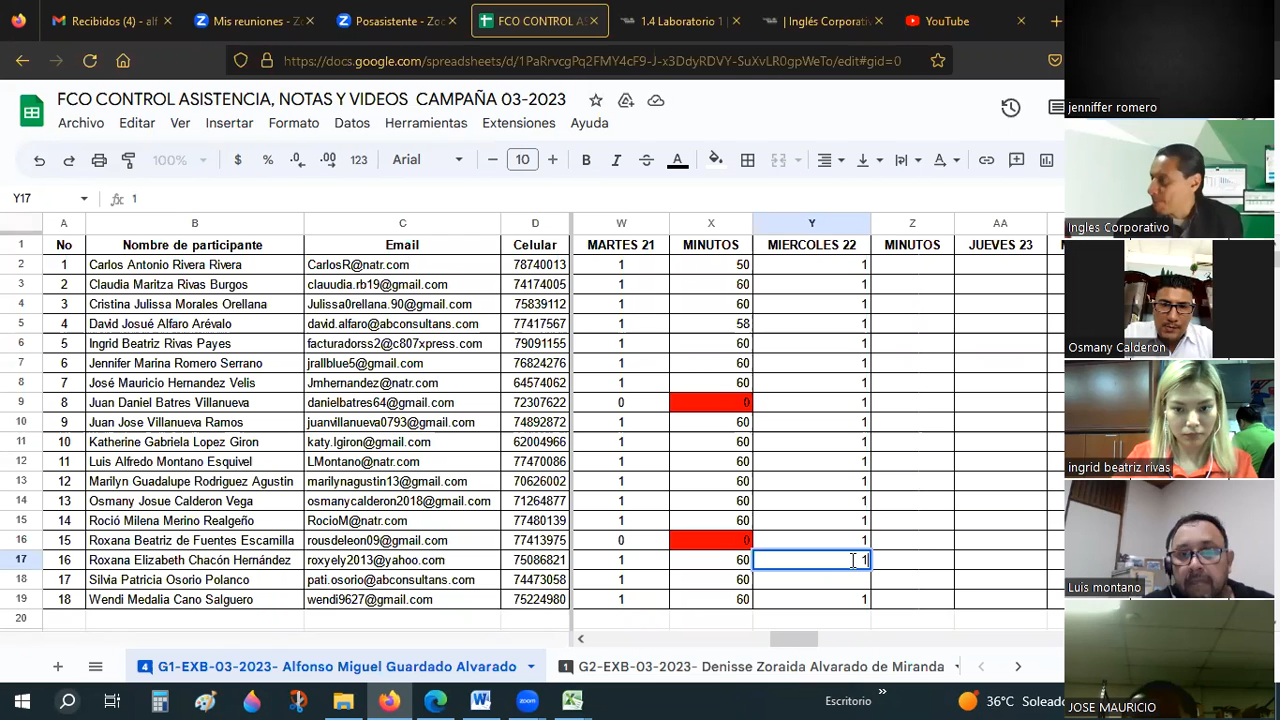 Recibidos (4) - alf
Mis reuniones - Zo
Posasistente - Zoo
FCO CONTROL AS
1.4 Laboratorio 1
| Inglés Corporativ
YouTube
https://docs.google.com/spreadsheets/d/1PaRrvcgPq2FMY4cF9-J-x3DdyRDVY-SuXvLR0gpWeTo/edit#gid=0
FCO CONTROL ASISTENCIA, NOTAS Y VIDEOS CAMPAÑA 03-2023
Archivo Editar Ver Insertar Formato Datos Herramientas Extensiones Ayuda
100% $ % .0 .00 123 Arial 10 B I A
Y17 fx 1
A B C D W X Y Z AA
1 No Nombre de participante Email Celular MARTES 21 MINUTOS MIERCOLES 22 MINUTOS JUEVES 23
2 1 Carlos Antonio Rivera Rivera CarlosR@natr.com 78740013 1 50 1
3 2 Claudia Maritza Rivas Burgos clauudia.rb19@gmail.com 74174005 1 60 1
4 3 Cristina Julissa Morales Orellana Julissa0rellana.90@gmail.com 75839112 1 60 1
5 4 David Josué Alfaro Arévalo david.alfaro@abconsultans.com 77417567 1 58 1
6 5 Ingrid Beatriz Rivas Payes facturadorss2@c807xpress.com 79091155 1 60 1
7 6 Jennifer Marina Romero Serrano jrallblue5@gmail.com 76824276 1 60 1
8 7 José Mauricio Hernandez Velis Jmhernandez@natr.com 64574062 1 60 1
9 8 Juan Daniel Batres Villanueva danielbatres64@gmail.com 72307622 0 0 1
10 9 Juan Jose Villanueva Ramos juanvillanueva0793@gmail.com 74892872 1 60 1
11 10 Katherine Gabriela Lopez Giron katy.lgiron@gmail.com 62004966 1 60 1
12 11 Luis Alfredo Montano Esquivel LMontano@natr.com 77470086 1 60 1
13 12 Marilyn Guadalupe Rodriguez Agustin marilynagustin13@gmail.com 70626002 1 60 1
14 13 Osmany Josue Calderon Vega osmanycalderon2018@gmail.com 71264877 1 60 1
15 14 Roció Milena Merino Realgeño RocioM@natr.com 77480139 1 60 1
16 15 Roxana Beatriz de Fuentes Escamilla rousdeleon09@gmail.com 77413975 0 0 1
17 16 Roxana Elizabeth Chacón Hernández roxyely2013@yahoo.com 75086821 1 60 1
18 17 Silvia Patricia Osorio Polanco pati.osorio@abconsultans.com 74473058 1 60
19 18 Wendi Medalia Cano Salguero wendi9627@gmail.com 75224980 1 60 1
20
4 G1-EXB-03-2023- Alfonso Miguel Guardado Alvarado
1 G2-EXB-03-2023- Denisse Zoraida Alvarado de Miranda
Escritorio
36°C Soleado
jenniffer romero
Ingles Corporativo
Osmany Calderon
ingrid beatriz rivas
Luis montano
JOSE MAURICIO